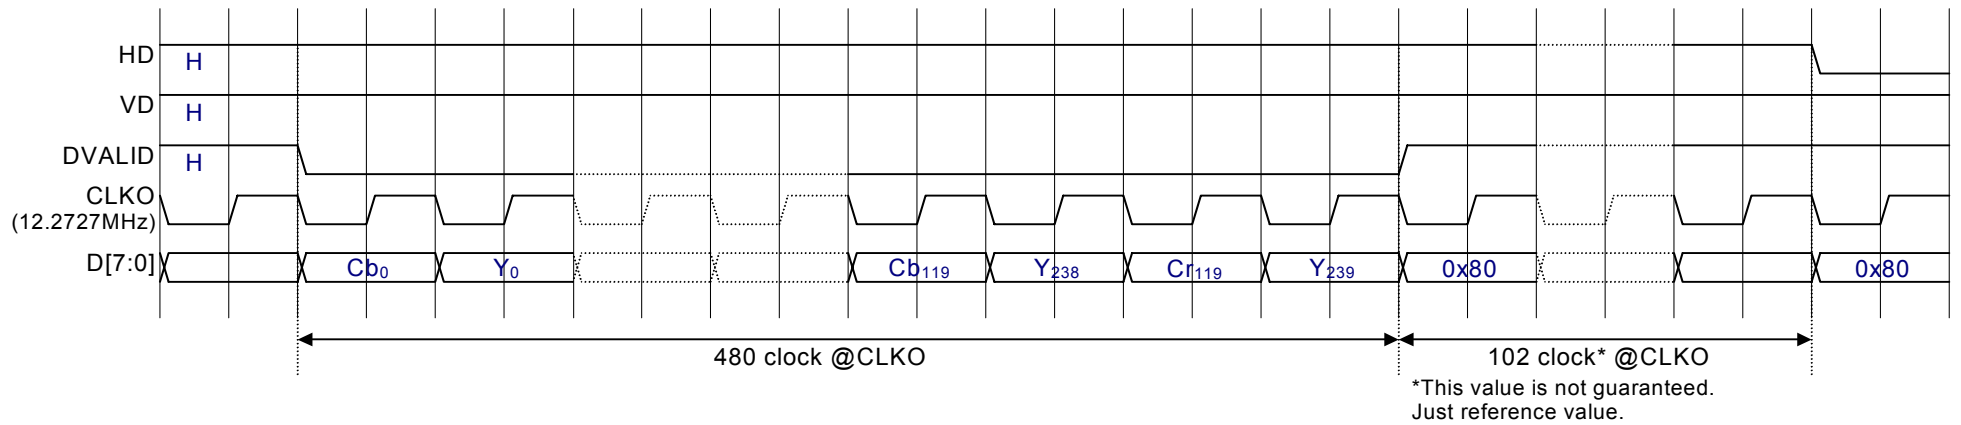 HD H
VD H
DVALID H
CLKO
(12.2727MHz)
D[7:0] Cb0 Y0 Cb119 Y238 Cr119 Y239 0x80 0x80
480 clock @CLKO 102 clock* @CLKO
*This value is not guaranteed.
Just reference value.